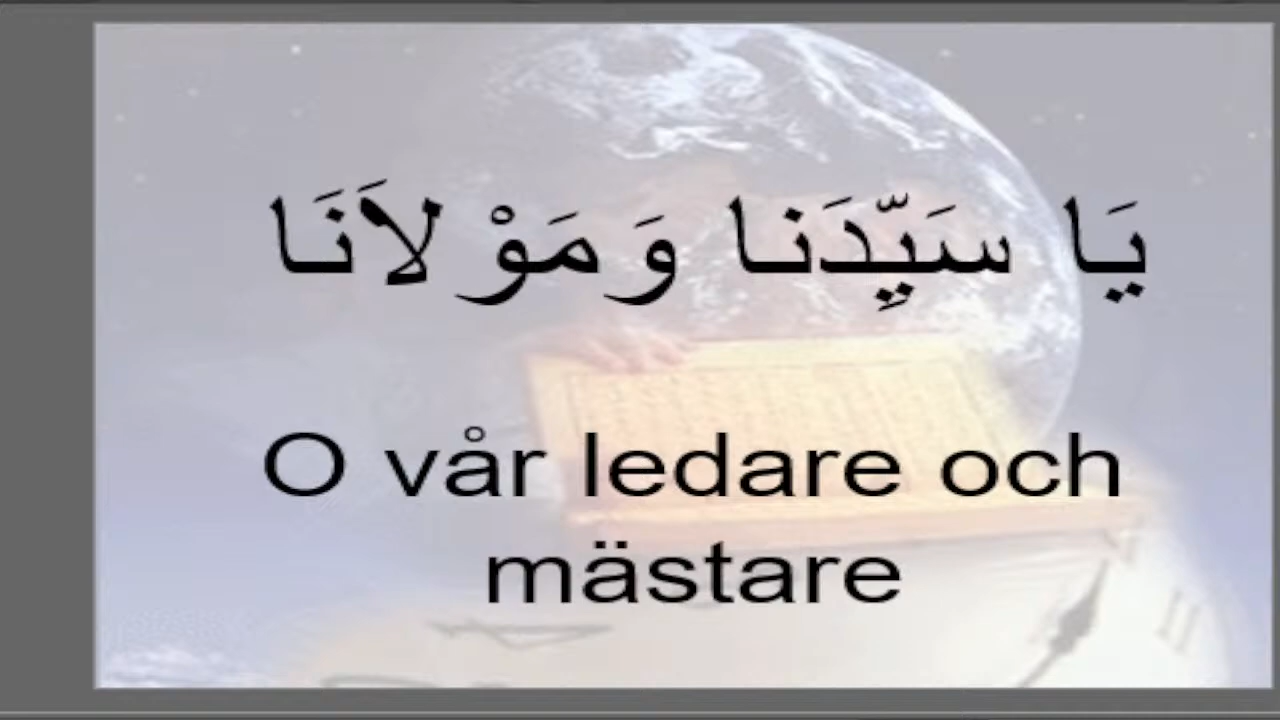 يَا سَيِّدَنا وَمَوْلاَنَا
O vår ledare och
mästare